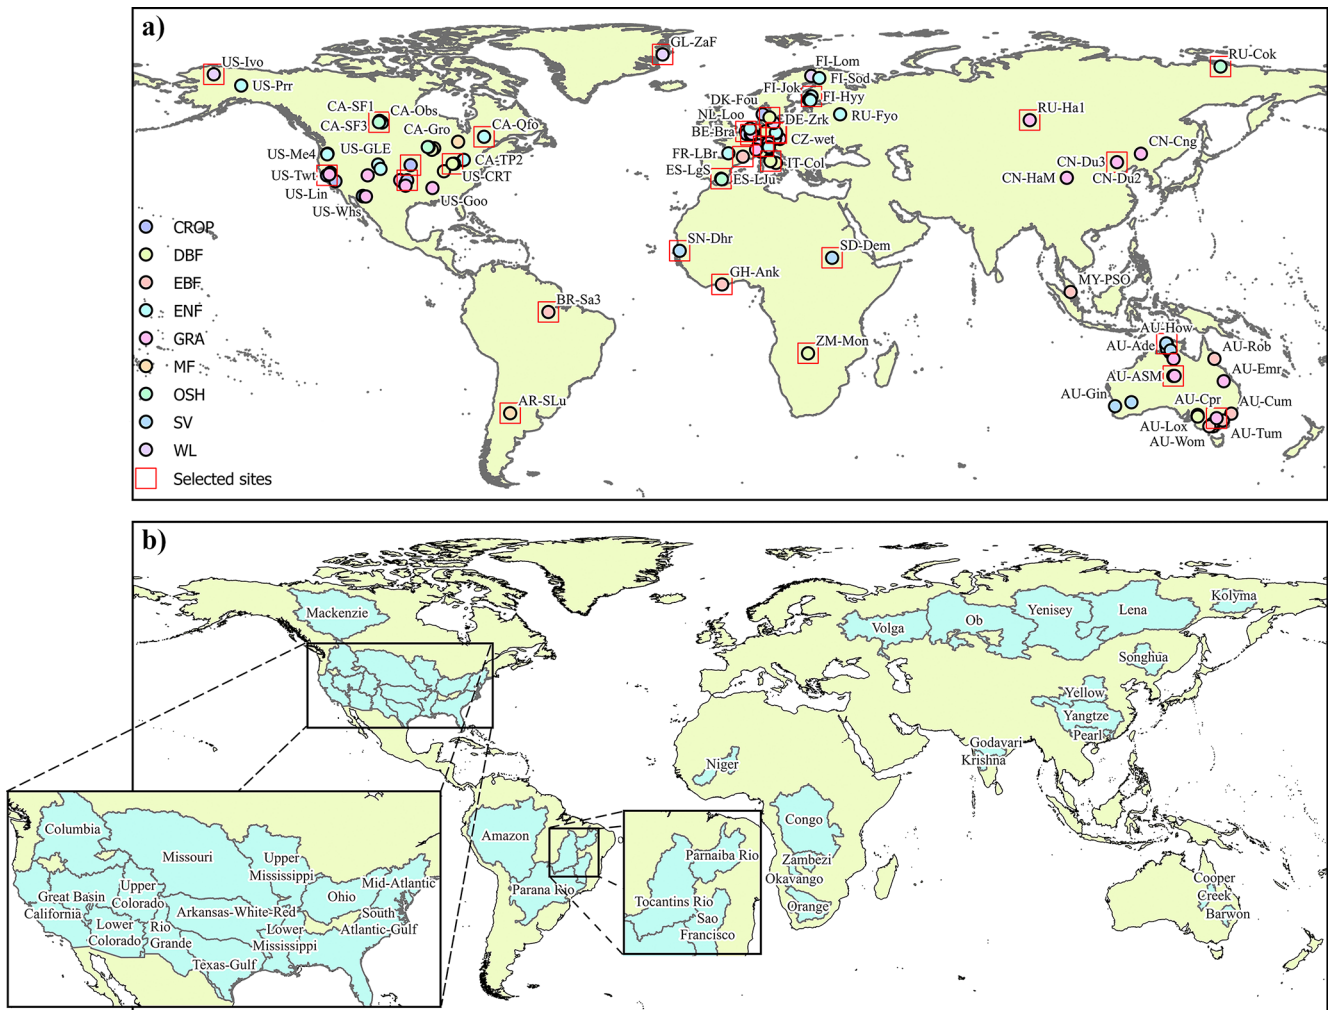 a)
GL-ZaF
US-Ivo
US-Prr
FI-Lom
FI-Sod
RU-Cok
FI-Jok
FI-Hyy
CA-SF1
CA-Obs
CA-SF3
CA-Gro
CA-Qfo
DK-Fou
NL-Loo
CDE-Zrk
RU-Fyo
RU-Ha1
BE-Bra
CZ-wet
US-Me4
US-GLE
CA-TP2
FR-LBr
IT-Col
CN-Cng
CN-Du3
US-Twt
US-CRT
ES-LgS
ES-LJu
CN-HaM
CN-Du2
US-Lin
US-Goo
US-Whs
CROP
DBF
EBF
ENF
GRA
MF
OSH
SV
WL
Selected sites
SN-Dhr
SD-Dem
GH-Ank
MY-PSO
BR-Sa3
ZM-Mon
AR-SLu
AU-How
AU-Ade
AU-Rob
AU-ASM
AU-Emr
AU-Gin
AU-Cpr
AU-Cum
AU-Lox
AU-Wom
AU-Tum
b)
Mackenzie
Kolyma
Lena
Yenisey
Ob
Volga
Songhua
Yellow
Yangtze
Pearl
Godavari
Krishna
Niger
Congo
Zambezi
Okavango
Orange
Amazon
Parana Rio
Parnaiba Rio
Tocantins Rio
Sao
Francisco
Cooper
Creek
Barwon
Columbia
Missouri
Upper
Mississippi
Great Basin
Upper
Colorado
Ohio
Mid-Atlantic
California
Arkansas-White-Red
South
Atlantic-Gulf
Lower
Colorado
Rio
Grande
Lower
Mississippi
Texas-Gulf